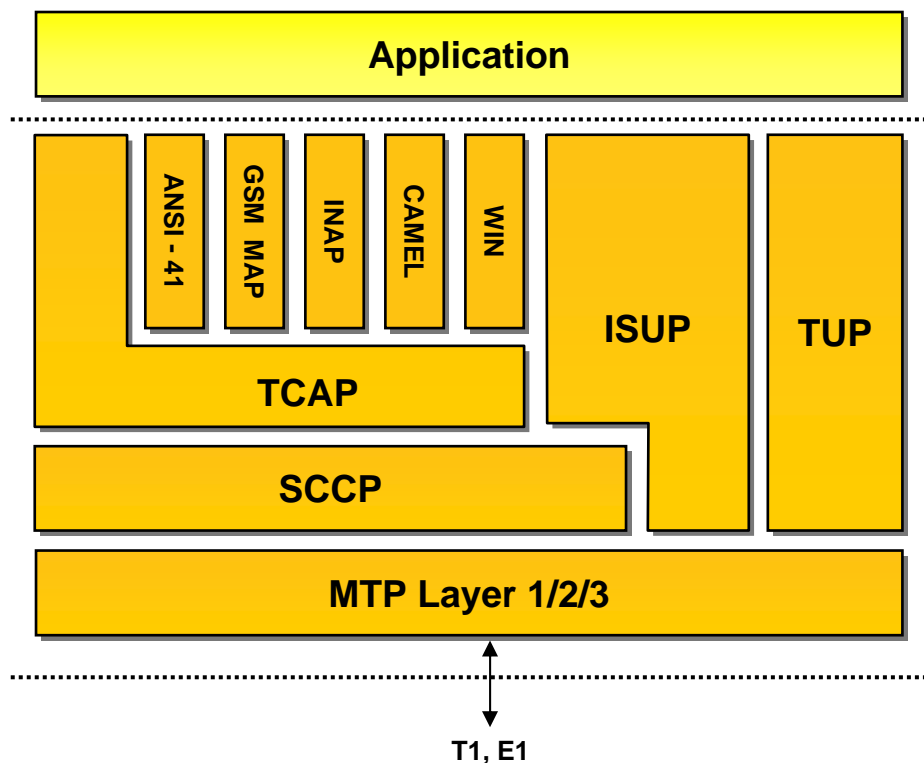 Application
ANSI - 41
GSM MAP
INAP
CAMEL
WIN
ISUP
TUP
TCAP
SCCP
MTP Layer 1/2/3
T1, E1